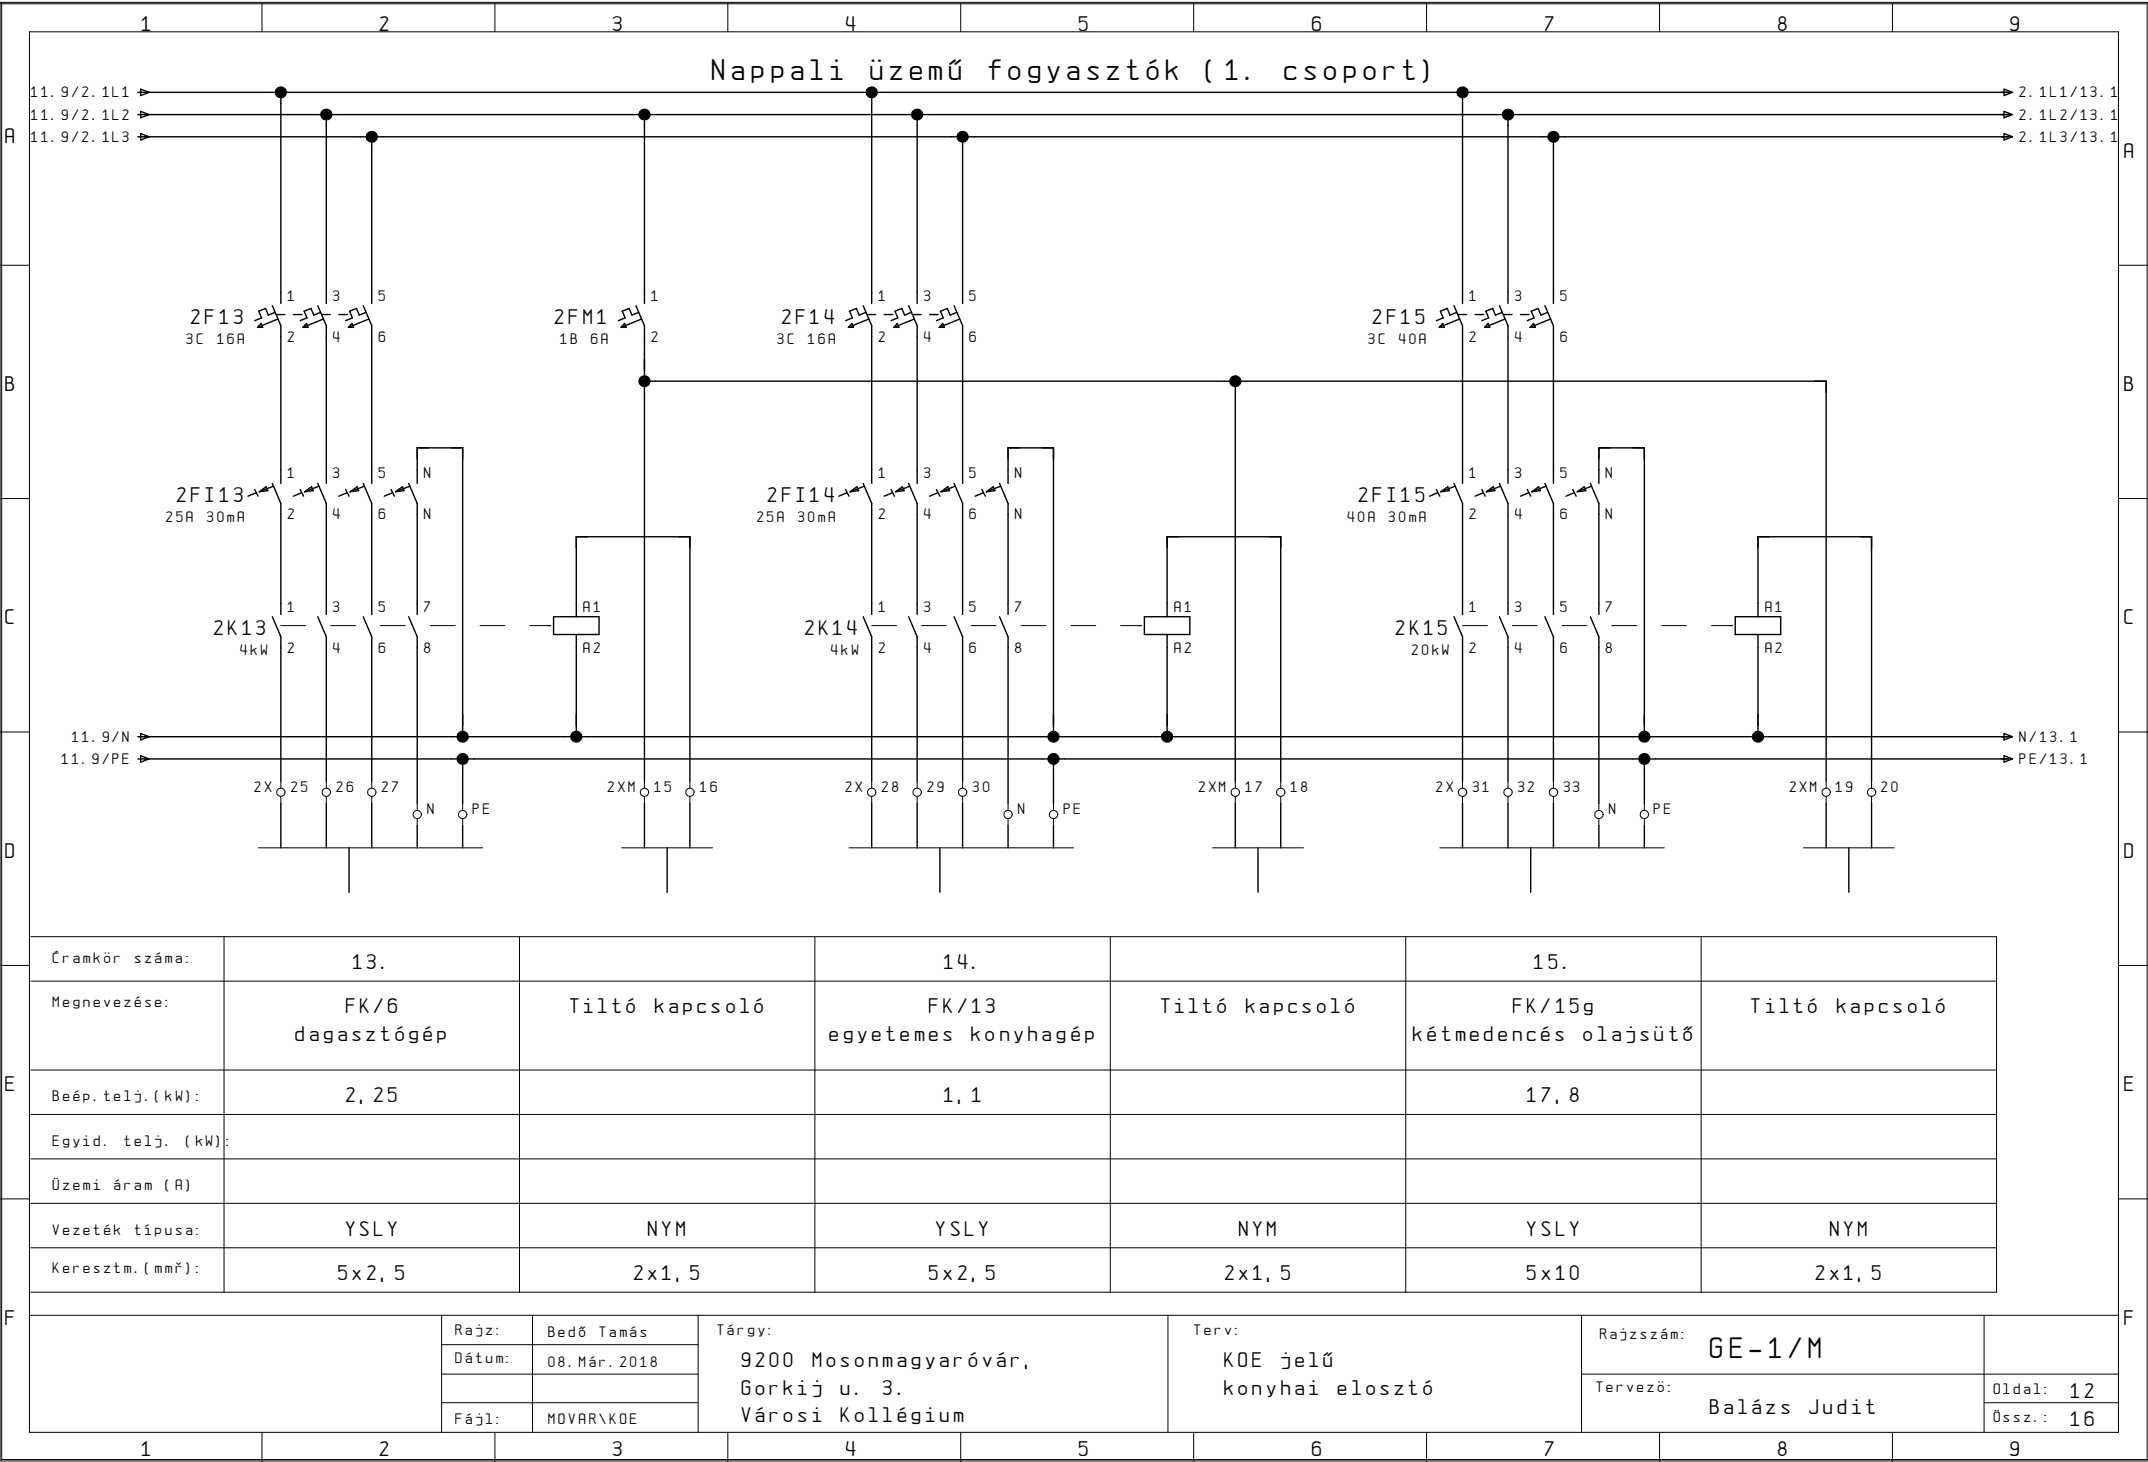 1 2 3 4 5 6 7 8 9
Nappali üzemű fogyasztók (1. csoport)
11.9/2.1L1 2.1L1/13.1
11.9/2.1L2 2.1L2/13.1
11.9/2.1L3 2.1L3/13.1
A A
1 3 5 1 1 3 5 1 3 5
2F13 2FM1 2F14 2F15
3C 16A 2 4 6 1B 6A 2 3C 16A 2 4 6 3C 40A 2 4 6
B B
1 3 5 N 1 3 5 N 1 3 5 N
2FI13 2FI14 2FI15
25A 30mA 2 4 6 N 25A 30mA 2 4 6 N 40A 30mA 2 4 6 N
1 3 5 7 A1 1 3 5 7 A1 1 3 5 7 A1
C C
2K13 2K14 2K15
4kW 2 4 6 8 A2 4kW 2 4 6 8 A2 20kW 2 4 6 8 A2
11.9/N N/13.1
11.9/PE PE/13.1
2X 25 26 27 2XM 15 16 2X 28 29 30 2XM 17 18 2X 31 32 33 2XM 19 20
N PE N PE N PE
D D
Éramkör száma: 13. 14. 15.
Megnevezése: FK/6 Tiltó kapcsoló FK/13 Tiltó kapcsoló FK/15g Tiltó kapcsoló
dagasztógép egyetemes konyhagép kétmedencés olajsütő
E E
Beép.telj.(kW): 2,25 1,1 17,8
Egyid. telj. (kW):
Üzemi áram (A)
Vezeték típusa: YSLY NYM YSLY NYM YSLY NYM
Keresztm.(mmř): 5x2,5 2x1,5 5x2,5 2x1,5 5x10 2x1,5
F F
Rajz: Bedő Tamás
Dátum: 08.Már.2018
Fájl: MOVAR\KOE
Tárgy:
9200 Mosonmagyaróvár,
Gorkij u. 3.
Városi Kollégium
Terv:
KOE jelű
konyhai elosztó
Rajzszám: GE-1/M
Tervezö: Balázs Judit
Oldal: 12
Össz.: 16
1 2 3 4 5 6 7 8 9